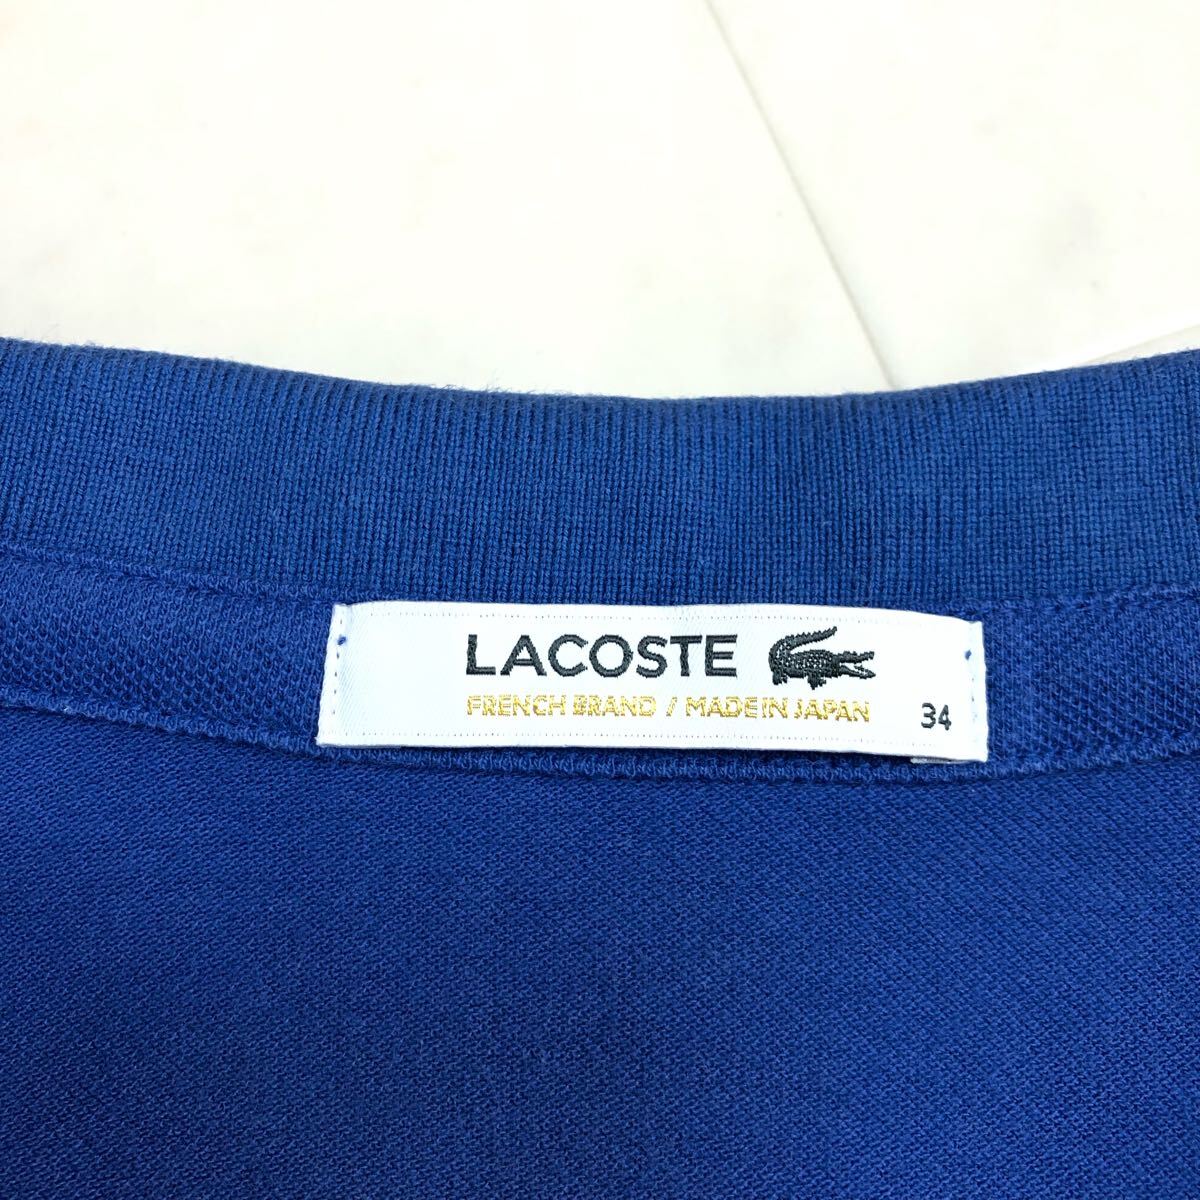 LACOSTE
FRENCH BRAND / MADE IN JAPAN
34